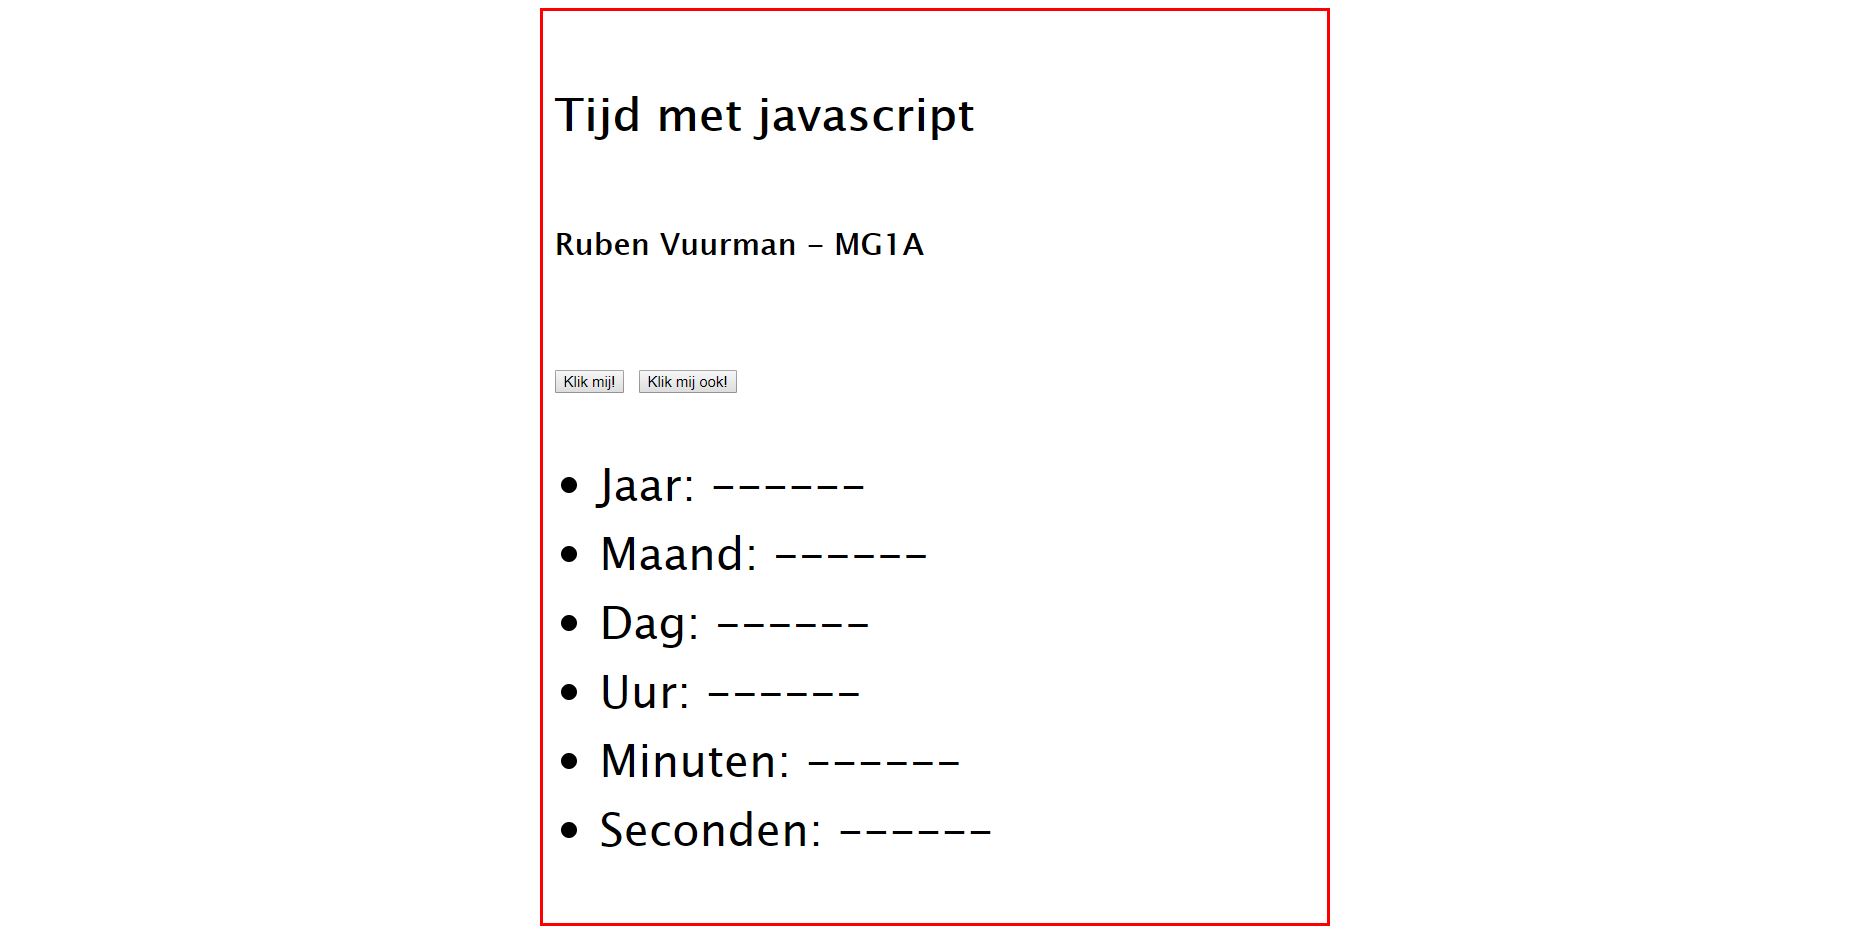 Tijd met javascript
Ruben Vuurman - MG1A
Klik mij! Klik mij ook!
• Jaar: ------
• Maand: ------
• Dag: ------
• Uur: ------
• Minuten: ------
• Seconden: ------